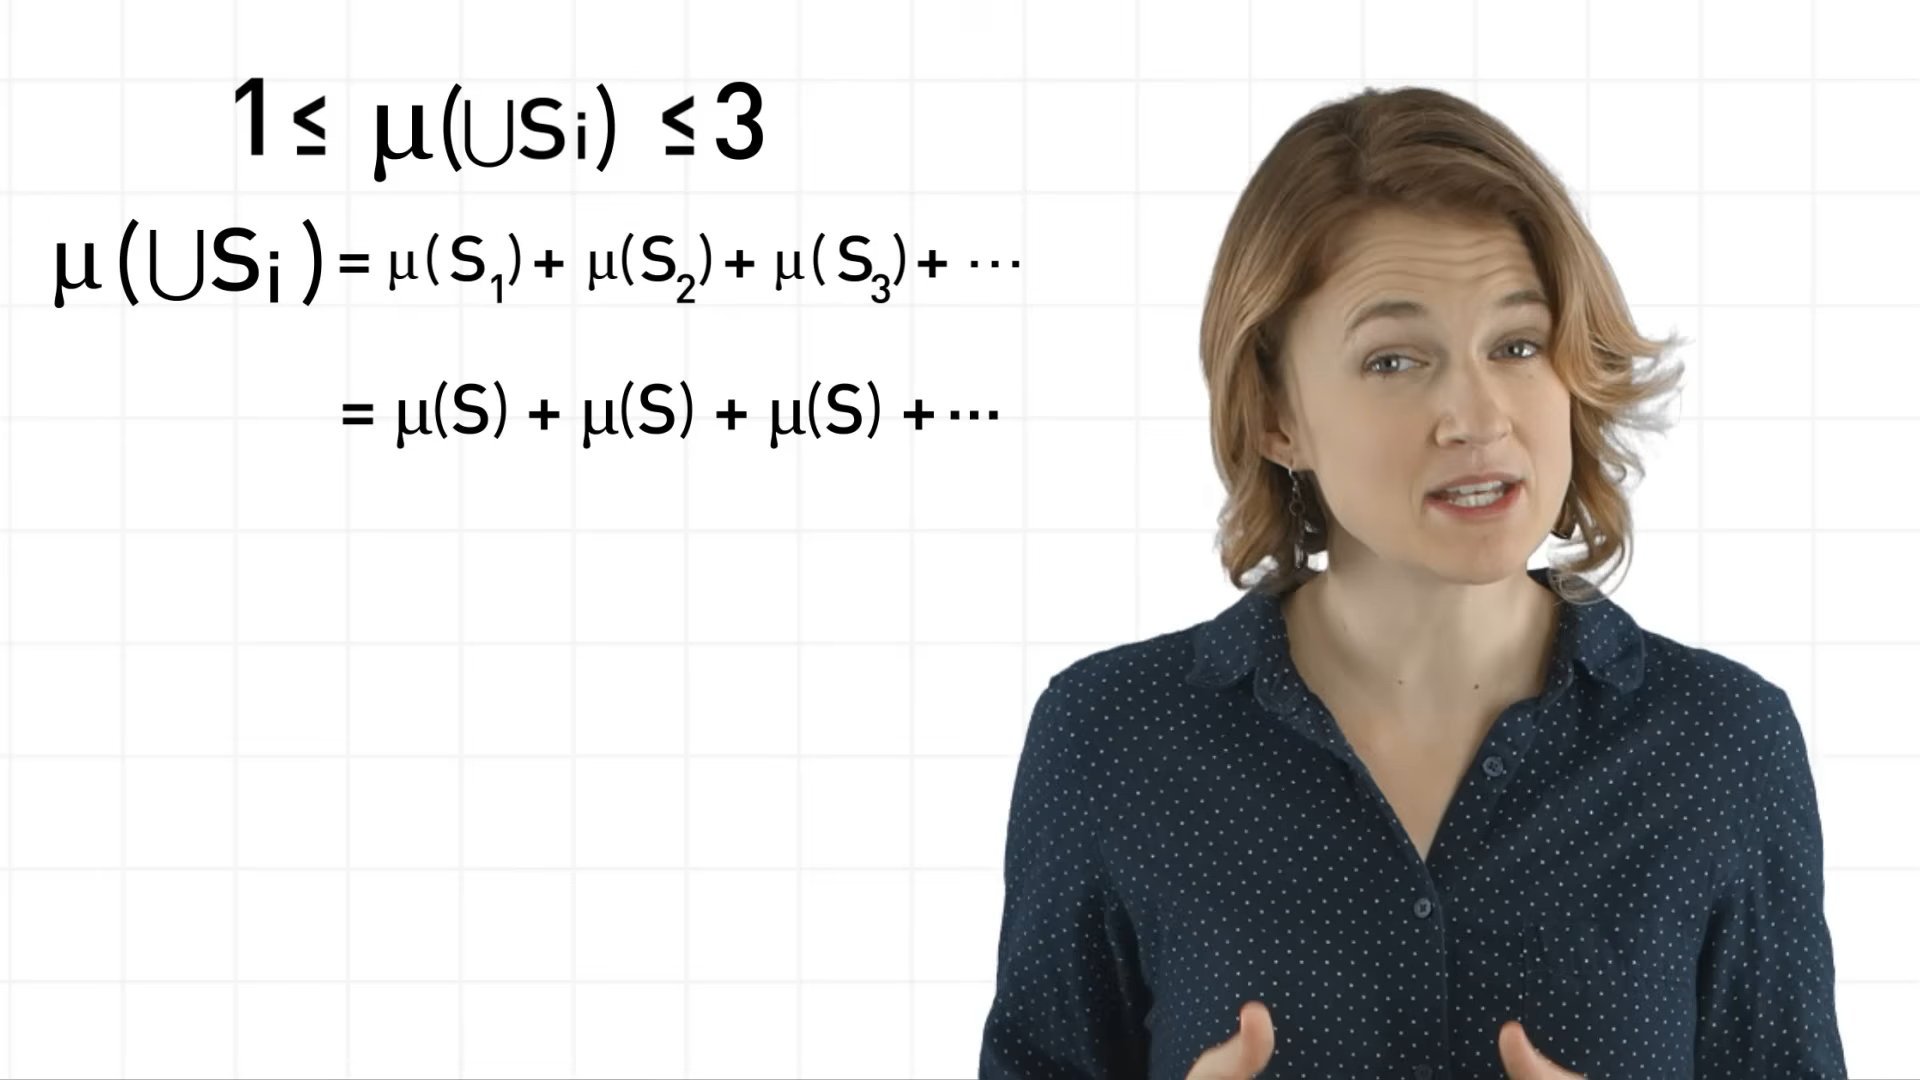 1 ≤ μ(∪Si) ≤ 3
μ(∪Si) = μ(S₁) + μ(S₂) + μ(S₃) + ⋯
= μ(S) + μ(S) + μ(S) + ⋯